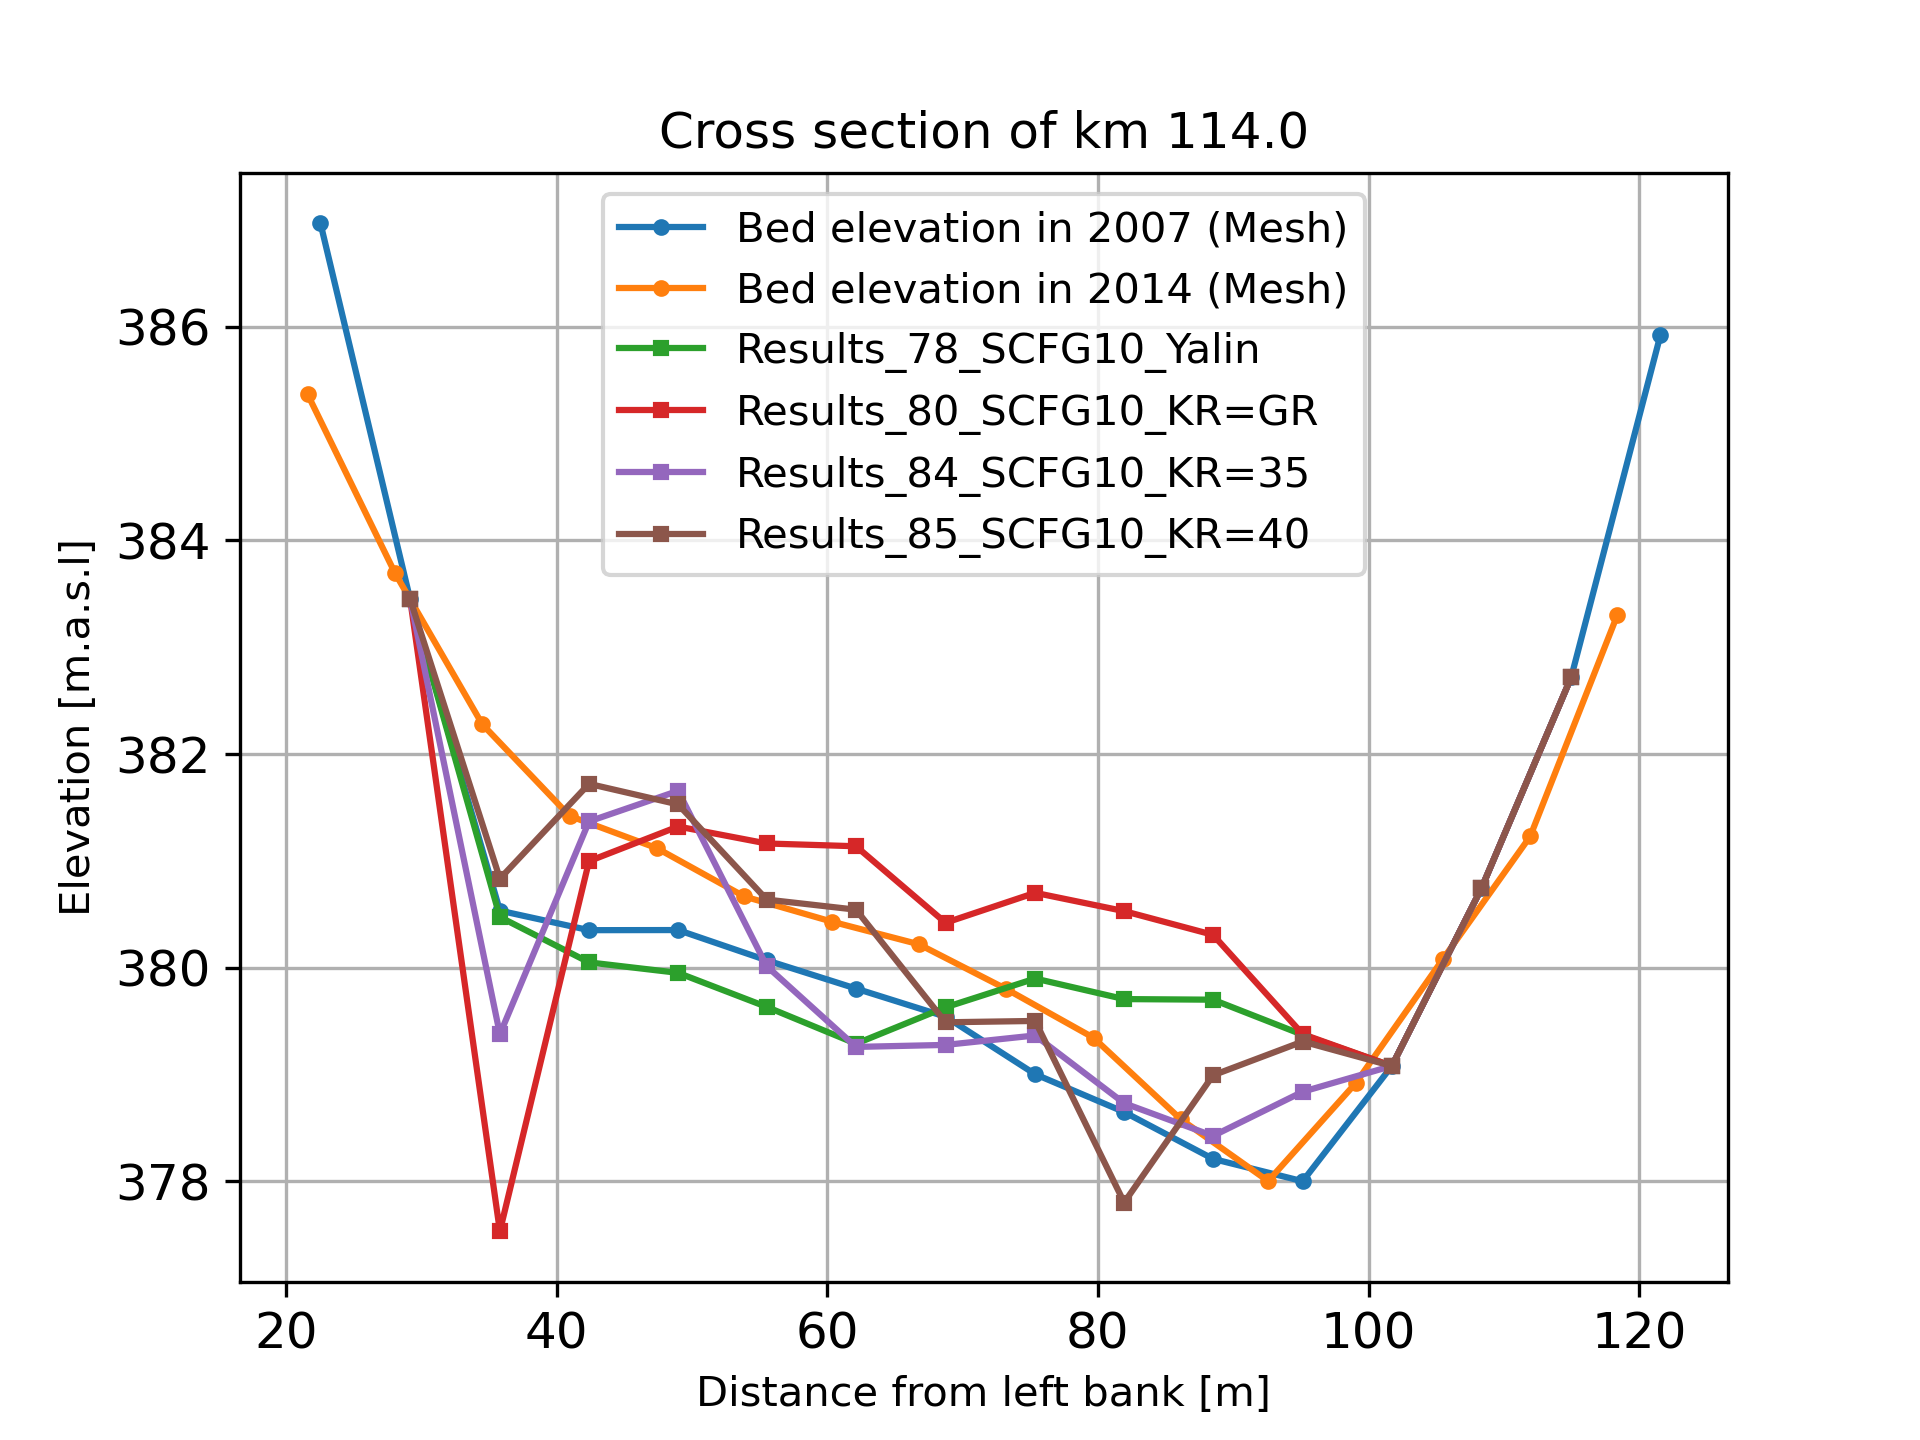 Cross section of km 114.0
Bed elevation in 2007 (Mesh)
Bed elevation in 2014 (Mesh)
Results_78_SCFG10_Yalin
Results_80_SCFG10_KR=GR
Results_84_SCFG10_KR=35
Results_85_SCFG10_KR=40
Elevation [m.a.s.l]
386
384
382
380
378
20 40 60 80 100 120
Distance from left bank [m]